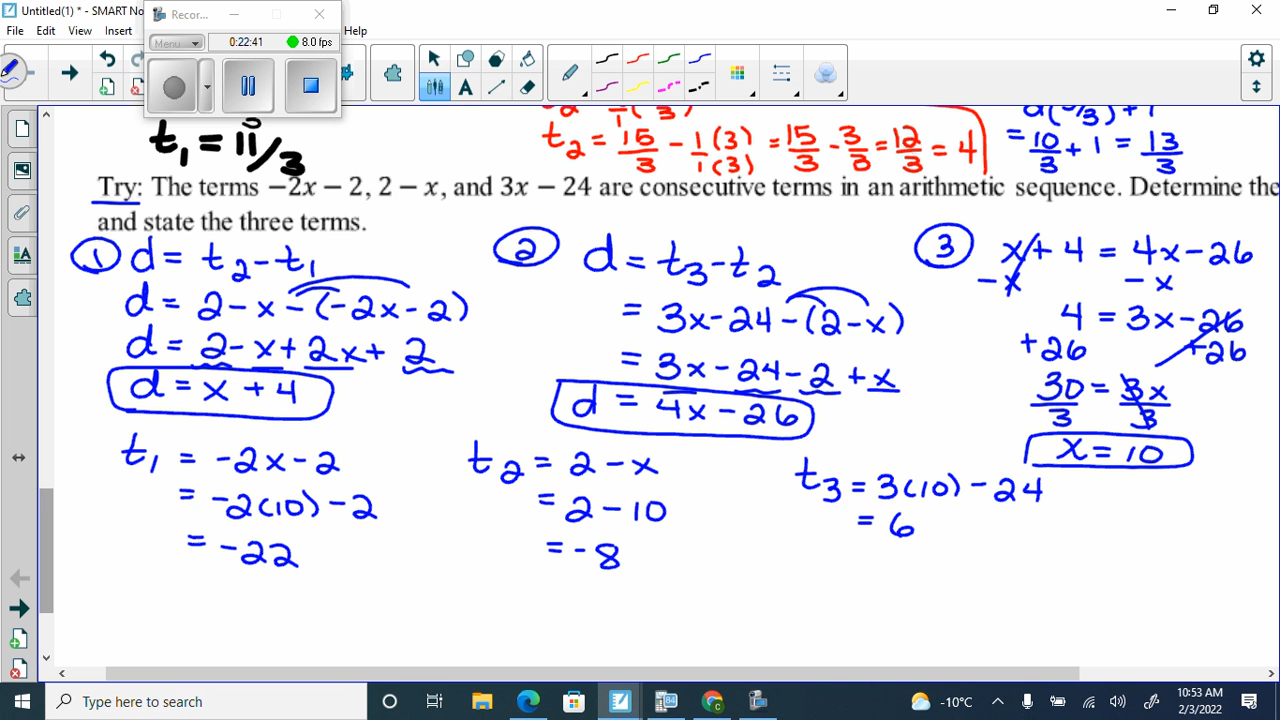 Untitled(1) * - SMART No
Recor...
File Edit View Insert
Help
Menu
0:22:41
8.0 fps
t₁ = 11/3
t₂ = 15/3 - 1(3)/1(3) = 15/3 - 3/3 = 12/3 = 4
= 10/3 + 1 = 13/3
Try: The terms −2x − 2, 2 − x, and 3x − 24 are consecutive terms in an arithmetic sequence. Determine the
and state the three terms.
① d = t₂ - t₁
d = 2 - x - (-2x - 2)
d = 2 - x + 2x + 2
d = x + 4
t₁ = -2x - 2
= -2(10) - 2
= -22
② d = t₃ - t₂
= 3x - 24 - (2 - x)
= 3x - 24 - 2 + x
d = 4x - 26
t₂ = 2 - x
= 2 - 10
= -8
③ x + 4 = 4x - 26
-x -x
4 = 3x - 26
+26 +26
30/3 = 3x/3
x = 10
t₃ = 3(10) - 24
= 6
Type here to search
-10°C
10:53 AM
2/3/2022